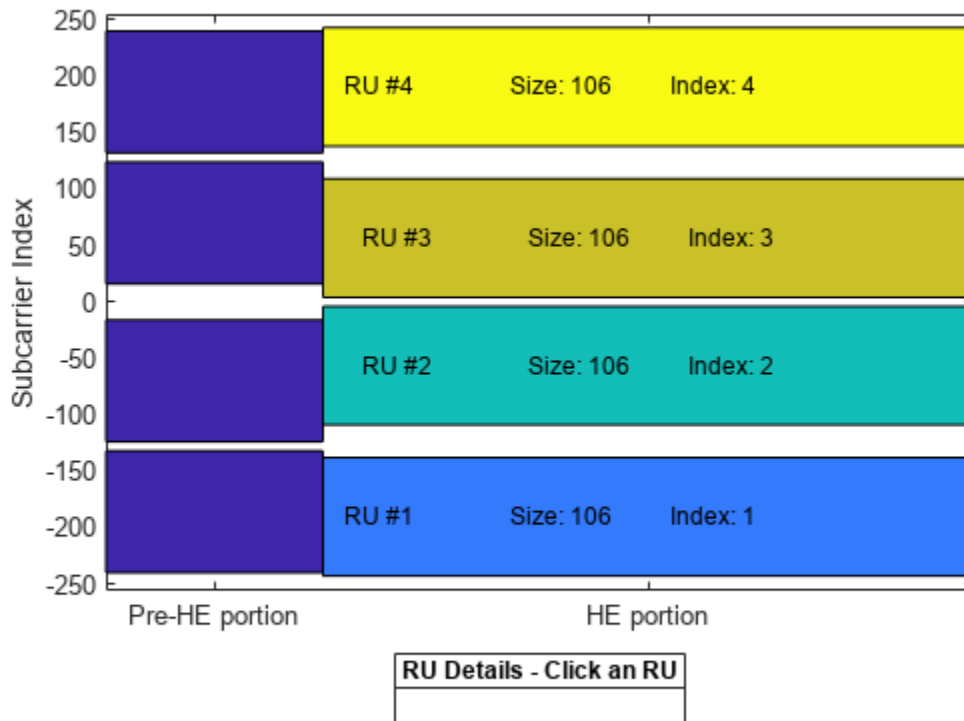 250
200
150
100
50
0
-50
-100
-150
-200
-250
Subcarrier Index
RU #4 Size: 106 Index: 4
RU #3 Size: 106 Index: 3
RU #2 Size: 106 Index: 2
RU #1 Size: 106 Index: 1
Pre-HE portion HE portion
RU Details - Click an RU